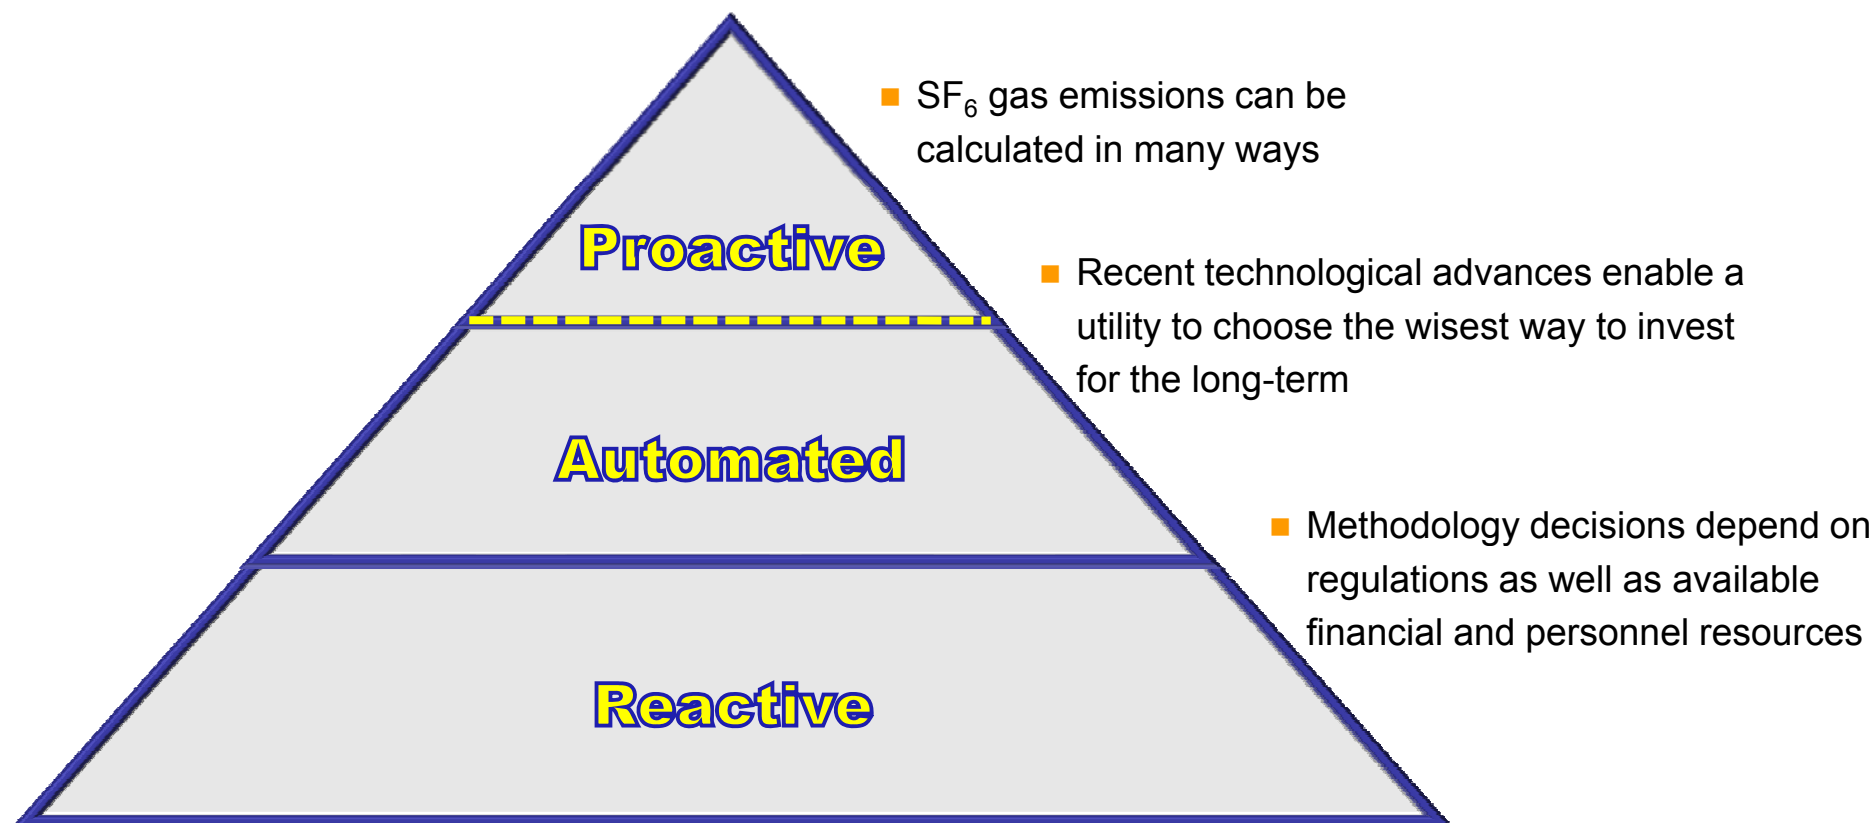 ■ SF₆ gas emissions can be
calculated in many ways
Proactive
■ Recent technological advances enable a
utility to choose the wisest way to invest
for the long-term
Automated
■ Methodology decisions depend on
regulations as well as available
financial and personnel resources
Reactive